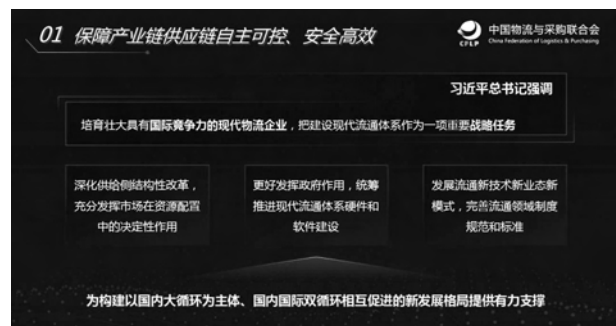 01 保障产业链供应链自主可控、安全高效
中国物流与采购联合会
China Federation of Logistics & Purchasing
CFLP
习近平总书记强调
培育壮大具有国际竞争力的现代物流企业，把建设现代流通体系作为一项重要战略任务
深化供给侧结构性改革，
充分发挥市场在资源配置
中的决定性作用
更好发挥政府作用，统筹
推进现代流通体系硬件和
软件建设
发展流通新技术新业态新
模式，完善流通领域制度
规范和标准
为构建以国内大循环为主体、国内国际双循环相互促进的新发展格局提供有力支撑